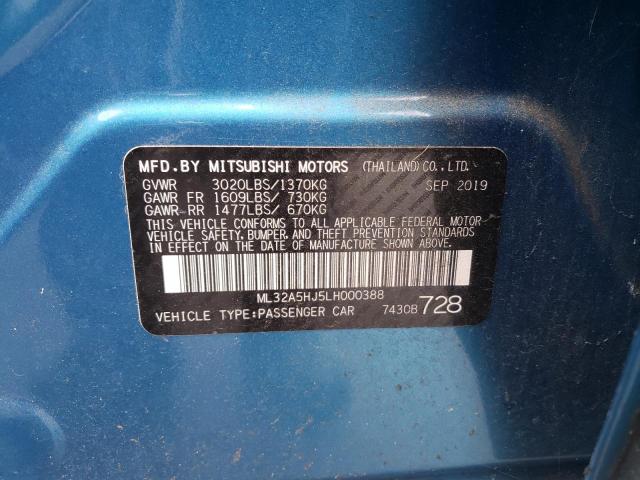 MFD.BY MITSUBISHI MOTORS (THAILAND) CO., LTD.
GVWR 3020LBS/1370KG SEP 2019
GAWR FR 1609LBS/ 730KG
GAWR-RR 1477LBS/ 670KG
THIS VEHICLE CONFORMS TO ALL APPLICABLE FEDERAL MOTOR
VEHICLE SAFETY, BUMPER, AND THEFT PREVENTION STANDARDS
IN EFFECT ON THE DATE OF MANUFACTURE SHOWN ABOVE.
ML32A5HJ5LH000388
VEHICLE TYPE:PASSENGER CAR 743CB 728